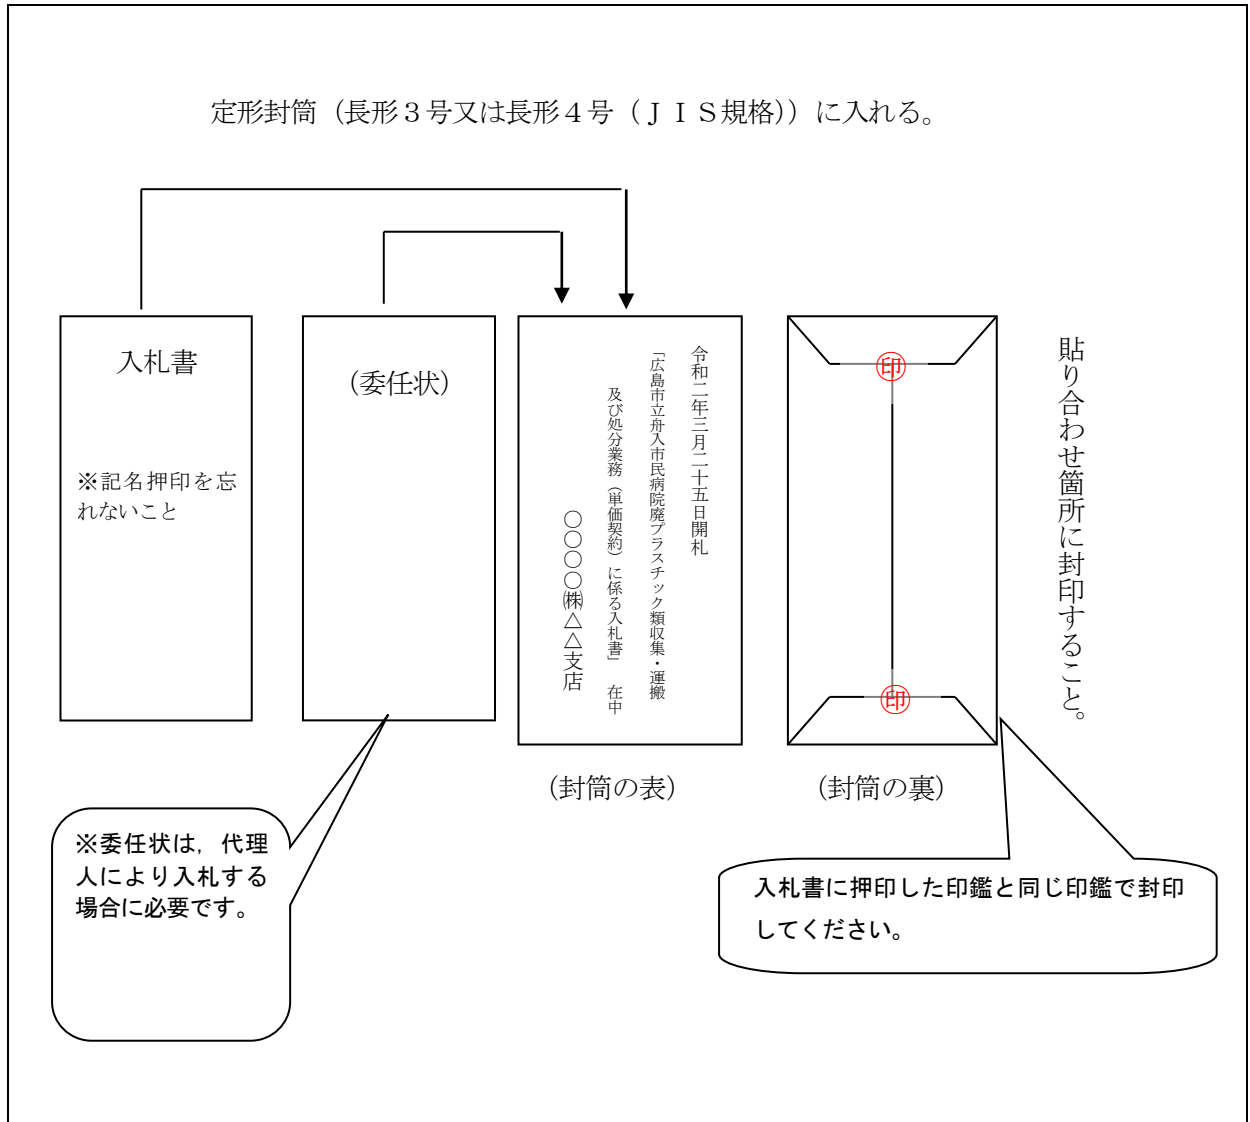 定形封筒（長形３号又は長形４号（ＪＩＳ規格））に入れる。
入札書
※記名押印を忘
れないこと
（委任状）
令和二年三月二十五日開札
「広島市立舟入市民病院廃プラスチック類収集・運搬
及び処分業務（単価契約）に係る入札書」　在中
〇〇〇〇㈱△△支店
印
印
貼り合わせ箇所に封印すること。
（封筒の表）
（封筒の裏）
※委任状は，代理
人により入札する
場合に必要です。
入札書に押印した印鑑と同じ印鑑で封印
してください。